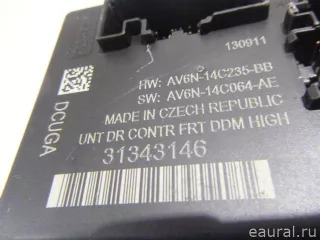 130911
HW: AV6N-14C235-BB
SW: AV6N-14C064-AE
MADE IN CZECH REPUBLIC
UNT DR CONTR FRT DDM HIGH
31343146
DCUGA
eaural.ru